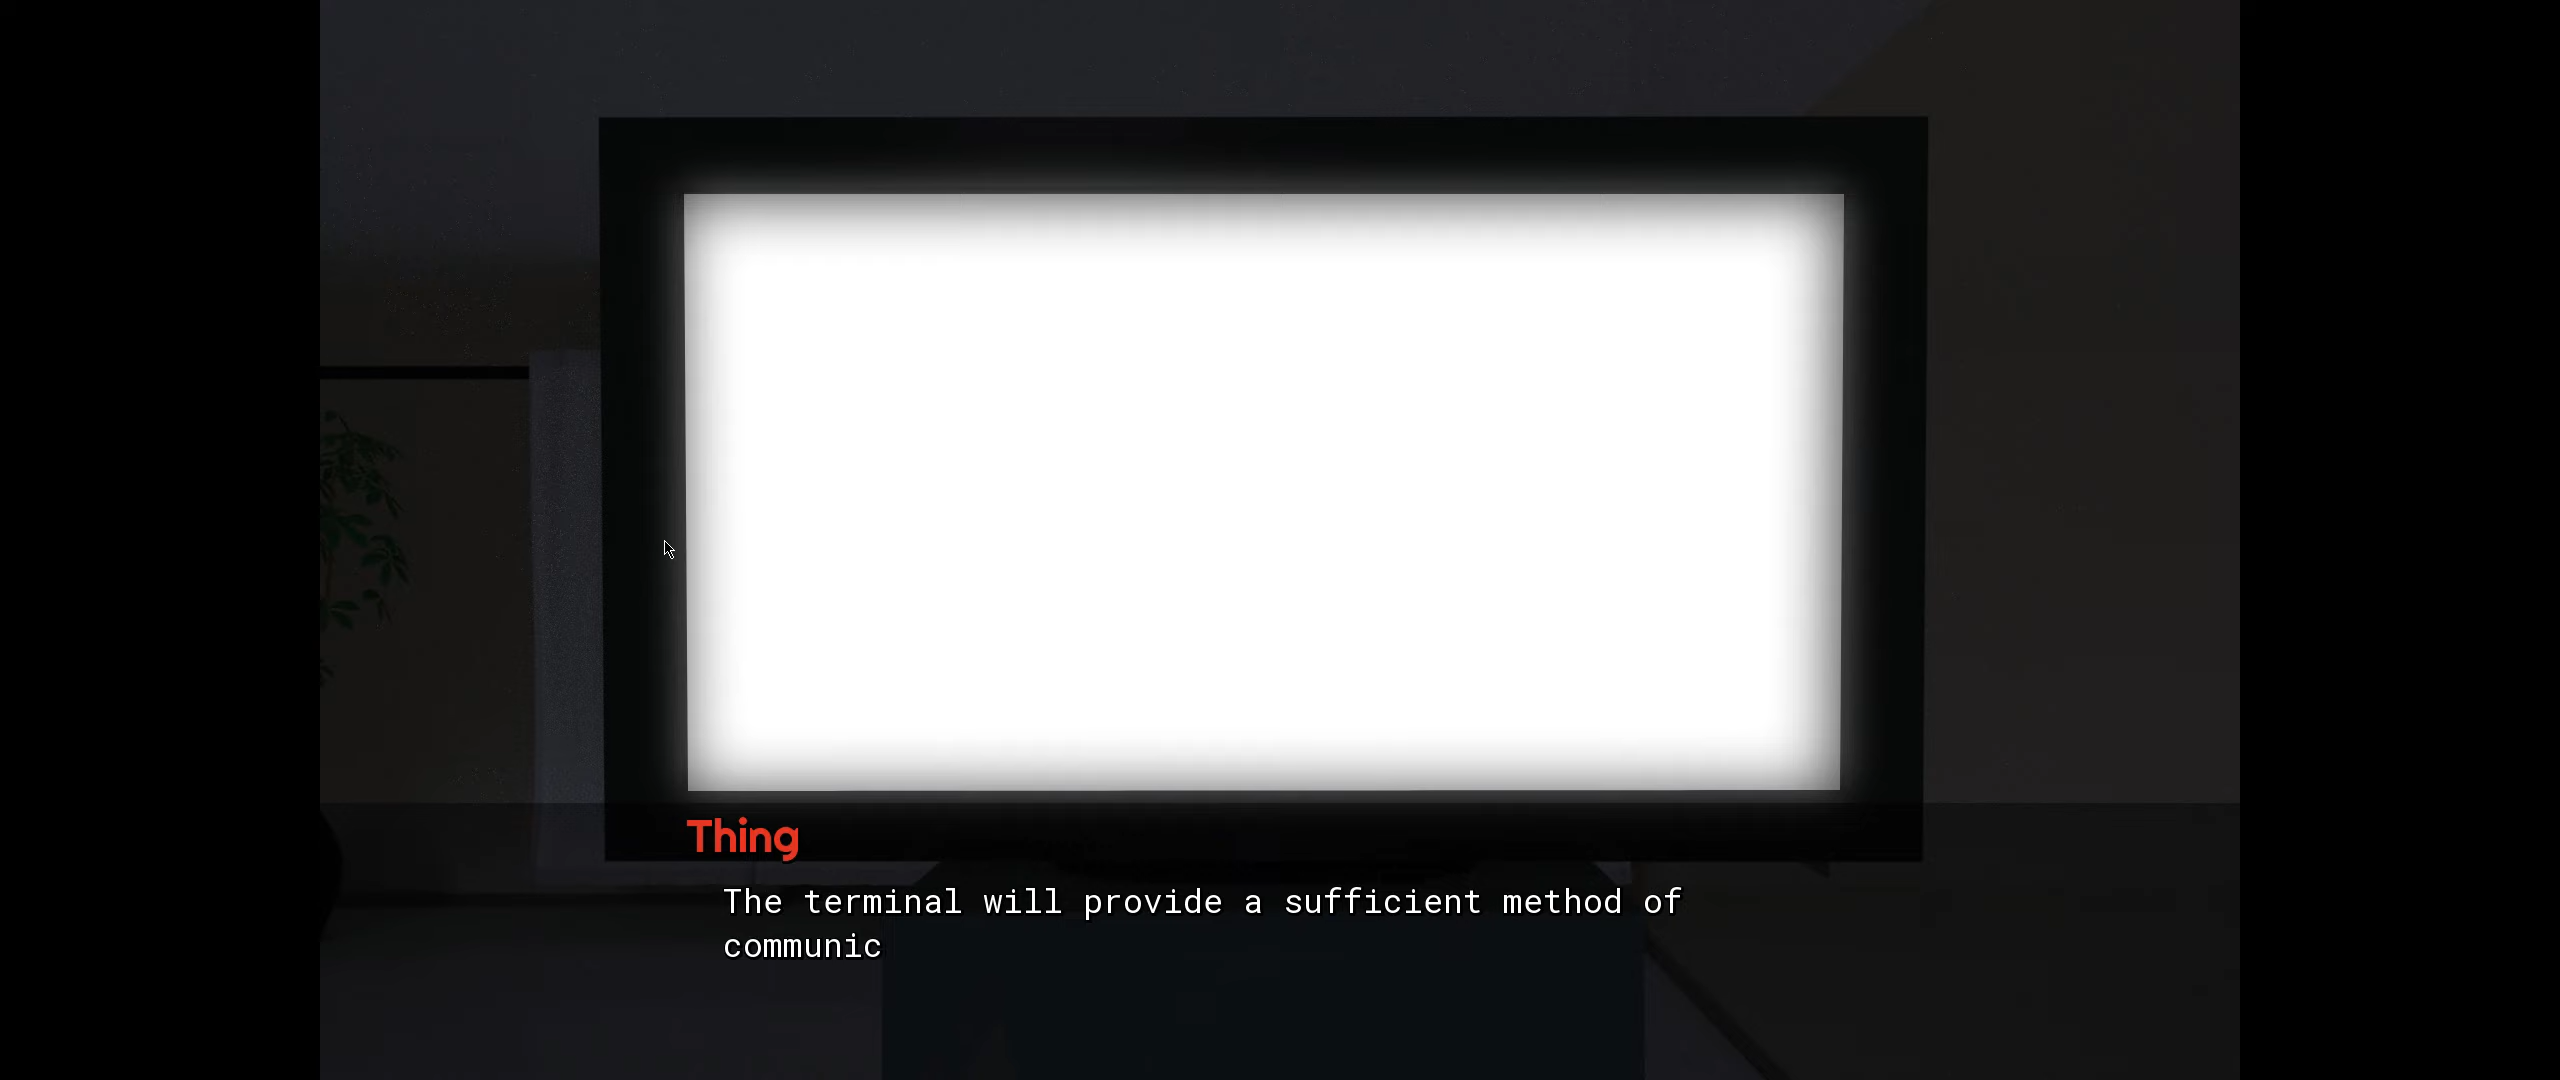 Thing
The terminal will provide a sufficient method of
communic